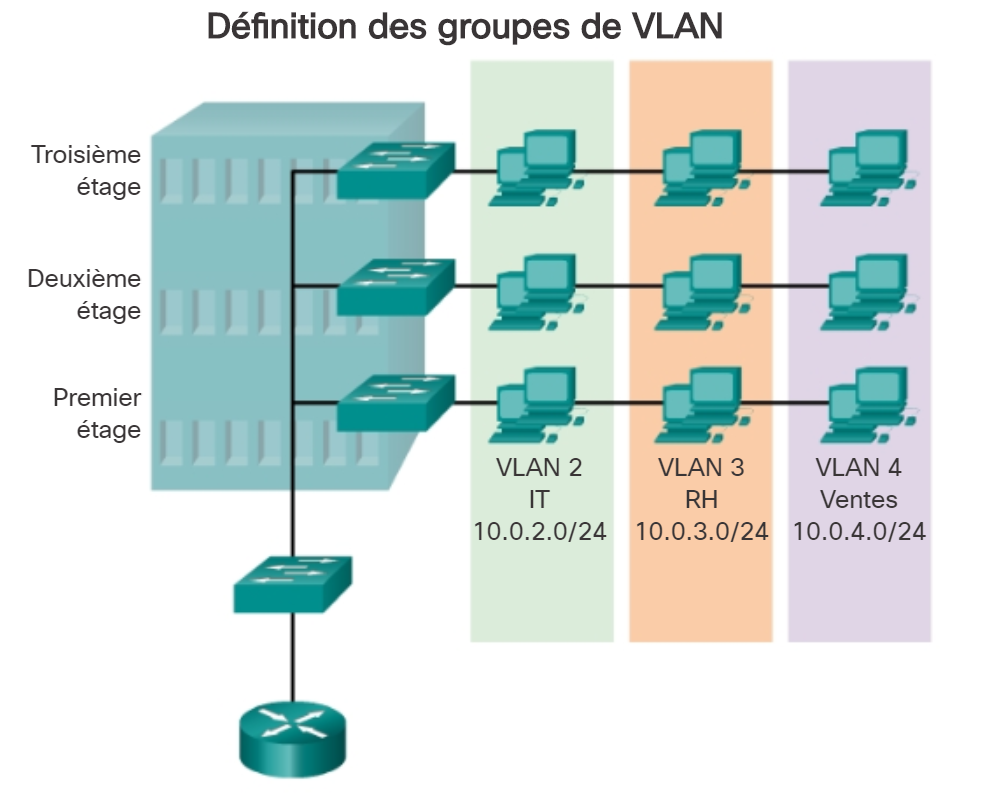 Définition des groupes de VLAN
Troisième
étage
Deuxième
étage
Premier
étage
VLAN 2
IT
10.0.2.0/24
VLAN 3
RH
10.0.3.0/24
VLAN 4
Ventes
10.0.4.0/24